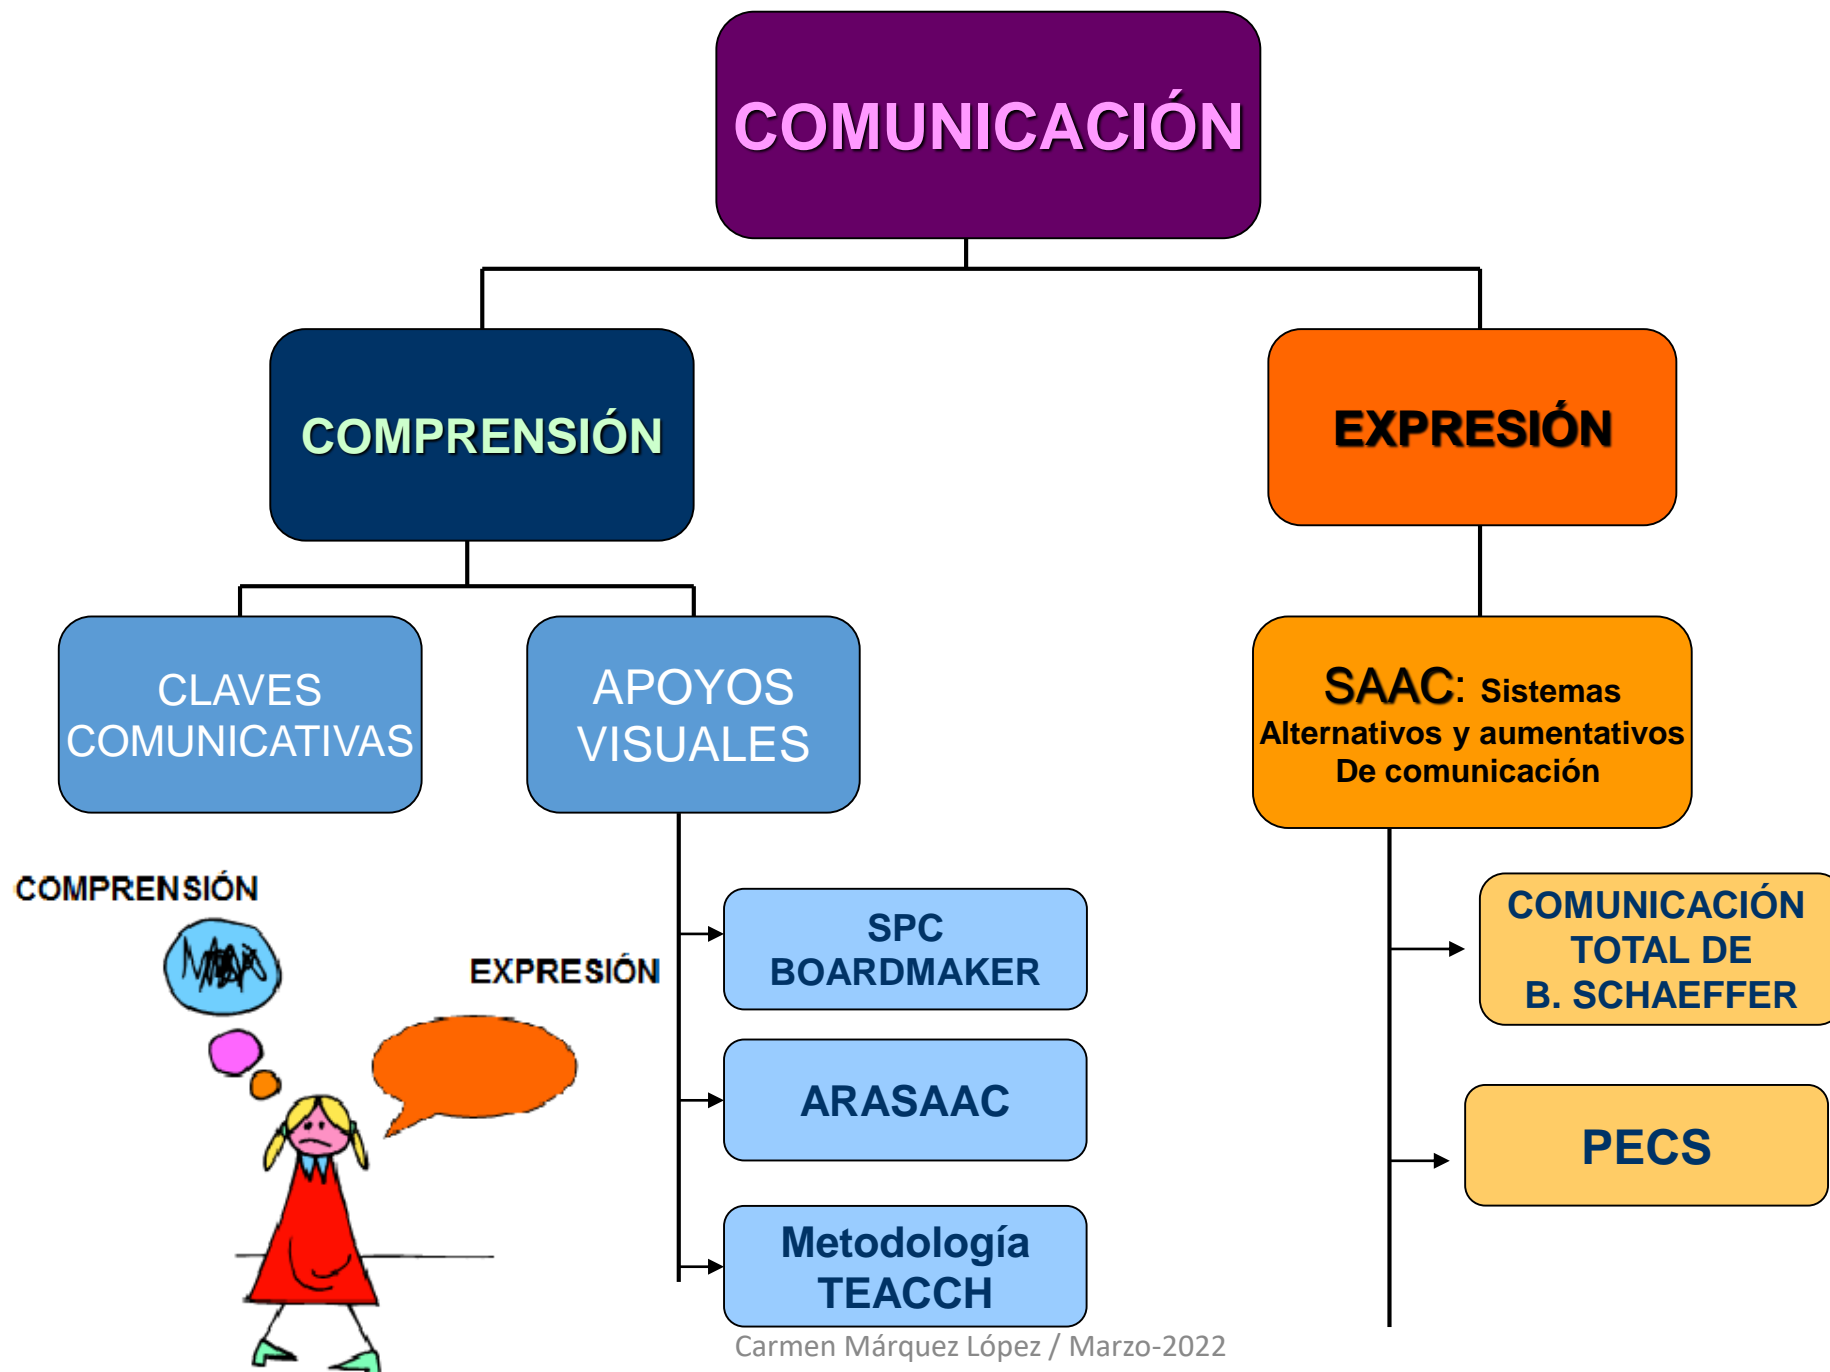 COMUNICACIÓN
COMPRENSIÓN
EXPRESIÓN
CLAVES
COMUNICATIVAS
APOYOS
VISUALES
SAAC: Sistemas
Alternativos y aumentativos
De comunicación
COMPRENSIÓN
EXPRESIÓN
SPC
BOARDMAKER
ARASAAC
Metodología
TEACCH
COMUNICACIÓN
TOTAL DE
B. SCHAEFFER
PECS
Carmen Márquez López / Marzo-2022